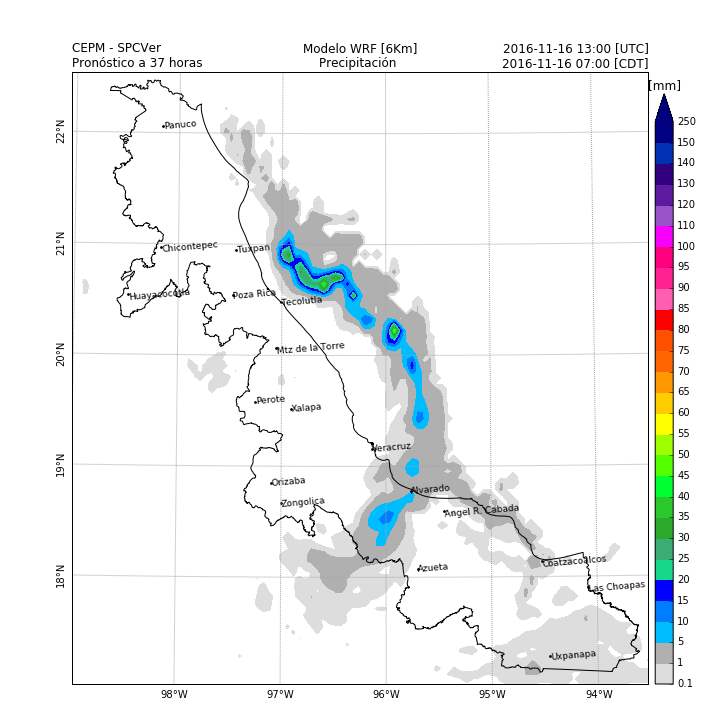 CEPM - SPCVer Modelo WRF [6Km] 2016-11-16 13:00 [UTC]
Pronóstico a 37 horas Precipitación 2016-11-16 07:00 [CDT]
[mm]
250
150
140
130
120
110
100
95
90
85
80
75
70
65
60
55
50
45
40
35
30
25
20
15
10
5
1
0.1
22°N
21°N
20°N
19°N
18°N
Panuco
Chicontepec
Tuxpan
Huayacocotla
Poza Rica
Tecolutla
Mtz de la Torre
Perote
Xalapa
Veracruz
Orizaba
Alvarado
Zongolica
Angel R. Cabada
Azueta
Coatzacoalcos
Las Choapas
Uxpanapa
98°W 97°W 96°W 95°W 94°W